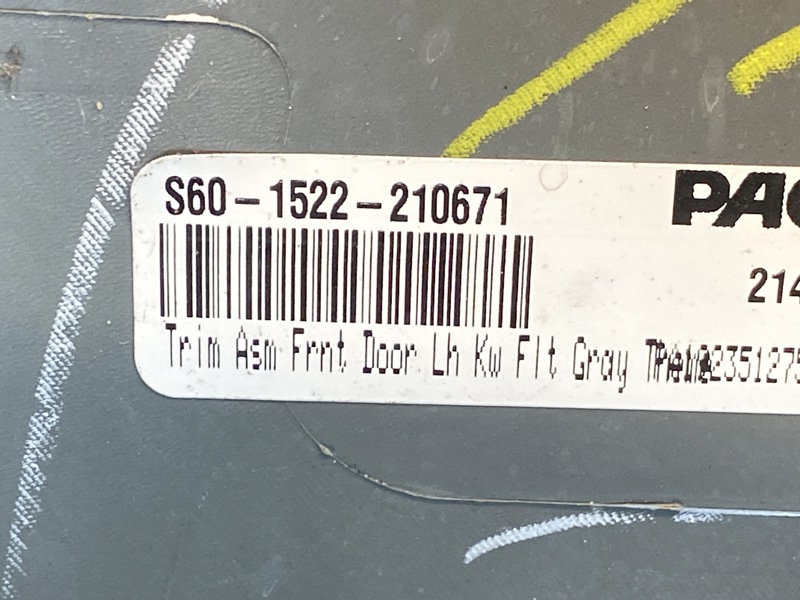 S60-1522-210671
PAC
214
Trim Asm Frnt Door Lh Kw Flt Gray